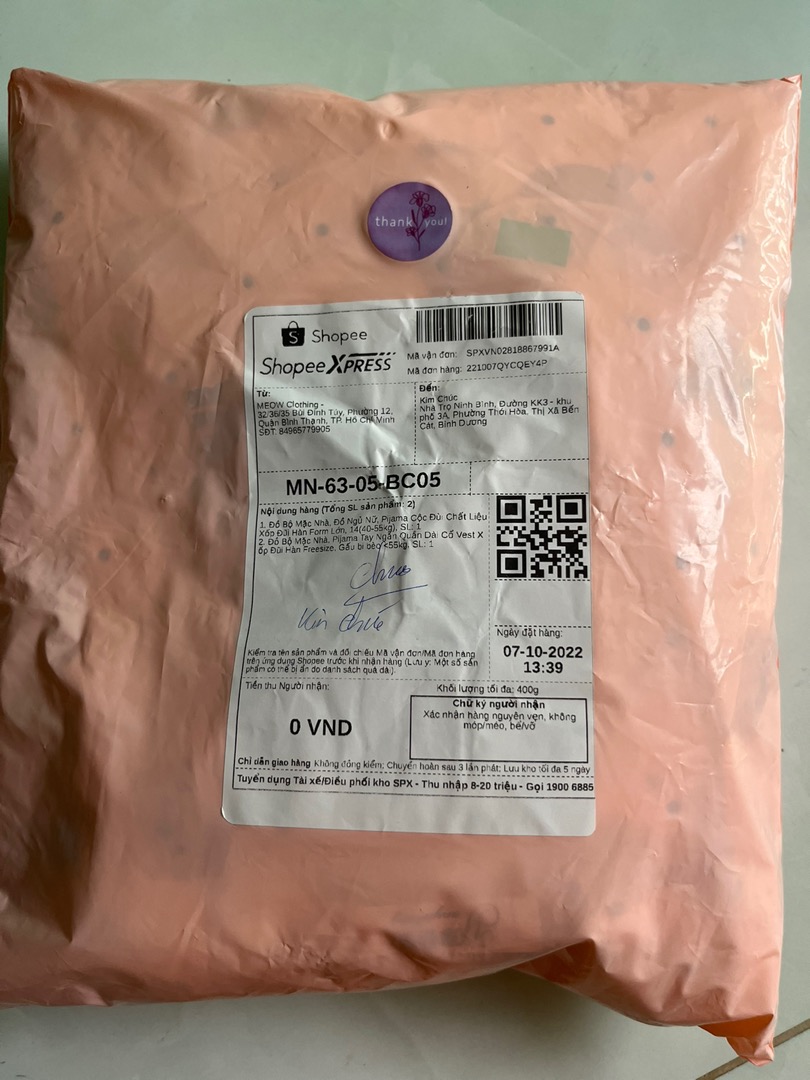 thank you!
Shopee
Shopee XPRESS
Mã vận đơn: SPXVN02818867991A
Mã đơn hàng: 221007QYCQEY4P
Từ:
MEOW Clothing -
32/36/35 Bùi Đình Túy, Phường 12,
Quận Bình Thạnh, TP. Hồ Chí Minh
SĐT: 84965779905
Đến:
Kim Chúc
Nhà Trọ Ninh Bình, Đường KK3 - khu
phố 3A, Phường Thới Hòa, Thị Xã Bến
Cát, Bình Dương
MN-63-05-BC05
Nội dung hàng (Tổng SL sản phẩm: 2)
1. Đồ Bộ Mặc Nhà, Đồ Ngủ Nữ, Pijama Cộc Đùi Chất Liệu
Xốp Đũi Hàn Form Lớn, 14(40-55kg), SL: 1
2. Đồ Bộ Mặc Nhà, Pijama Tay Ngắn Quần Dài Cổ Vest X
ốp Đũi Hàn Freesize, Gấu bi béo <55kg, SL: 1
Kim Chúc
Kiểm tra tên sản phẩm và đối chiếu Mã vận đơn/Mã đơn hàng
trên ứng dụng Shopee trước khi nhận hàng (Lưu ý: Một số sản
phẩm có thể bị ẩn do danh sách quá dài).
Ngày đặt hàng:
07-10-2022
13:39
Tiền thu Người nhận:
0 VND
Khối lượng tối đa: 400g
Chữ ký người nhận
Xác nhận hàng nguyên vẹn, không
móp/méo, bể/vỡ
Chỉ dẫn giao hàng Không đồng kiểm; Chuyển hoàn sau 3 lần phát; Lưu kho tối đa 5 ngày
Tuyển dụng Tài xế/Điều phối kho SPX - Thu nhập 8-20 triệu - Gọi 1900 6885